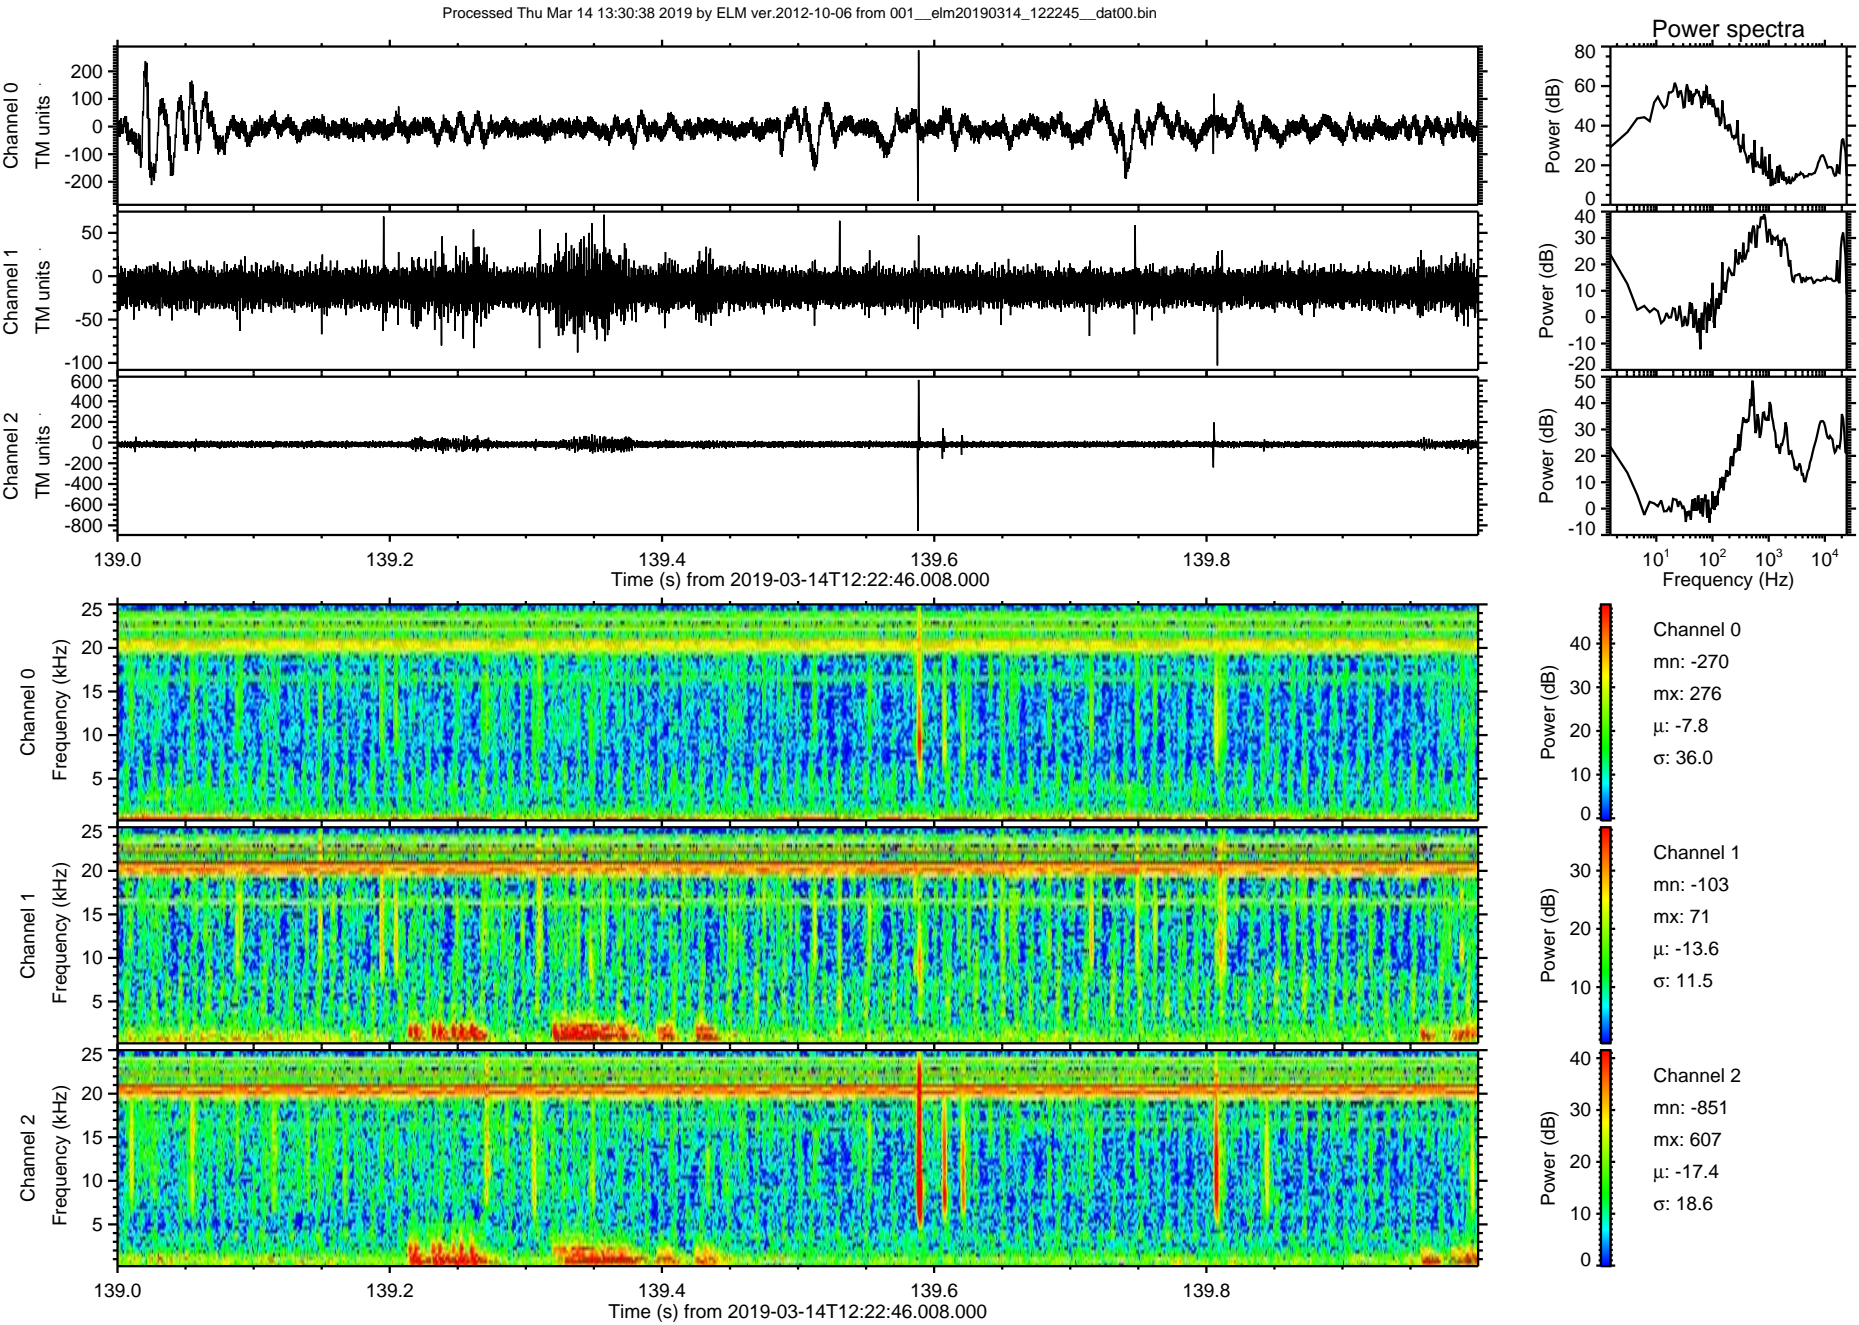 Processed Thu Mar 14 13:30:38 2019 by ELM ver.2012-10-06 from 001__elm20190314_122245__dat00.bin
Power spectra
Channel 0
TM units
200
100
0
-100
-200
Power (dB)
80
60
40
20
0
Channel 1
TM units
50
0
-50
-100
Power (dB)
40
30
20
10
0
-10
-20
Channel 2
TM units
600
400
200
0
-200
-400
-600
-800
Power (dB)
50
40
30
20
10
0
-10
139.0
139.2
139.4
139.6
139.8
Time (s) from 2019-03-14T12:22:46.008.000
10¹
10²
10³
10⁴
Frequency (Hz)
Channel 0
Frequency (kHz)
25
20
15
10
5
Power (dB)
40
30
20
10
0
Channel 0
mn: -270
mx: 276
µ: -7.8
σ: 36.0
Channel 1
Frequency (kHz)
25
20
15
10
5
Power (dB)
30
20
10
Channel 1
mn: -103
mx: 71
µ: -13.6
σ: 11.5
Channel 2
Frequency (kHz)
25
20
15
10
5
Power (dB)
40
30
20
10
0
Channel 2
mn: -851
mx: 607
µ: -17.4
σ: 18.6
139.0
139.2
139.4
139.6
139.8
Time (s) from 2019-03-14T12:22:46.008.000